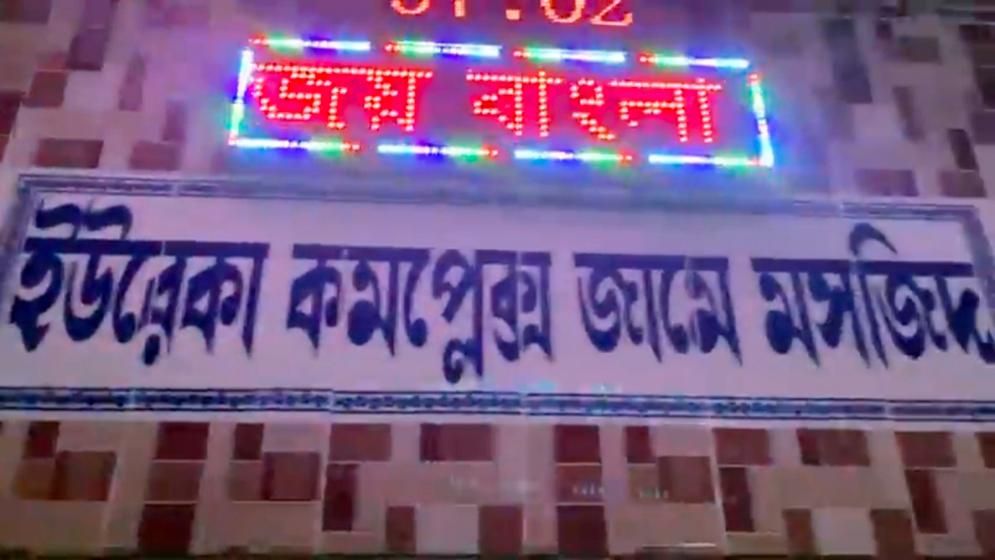 জয় বাংলা
ইউরেকা কমপ্লেক্স জামে মসজিদ